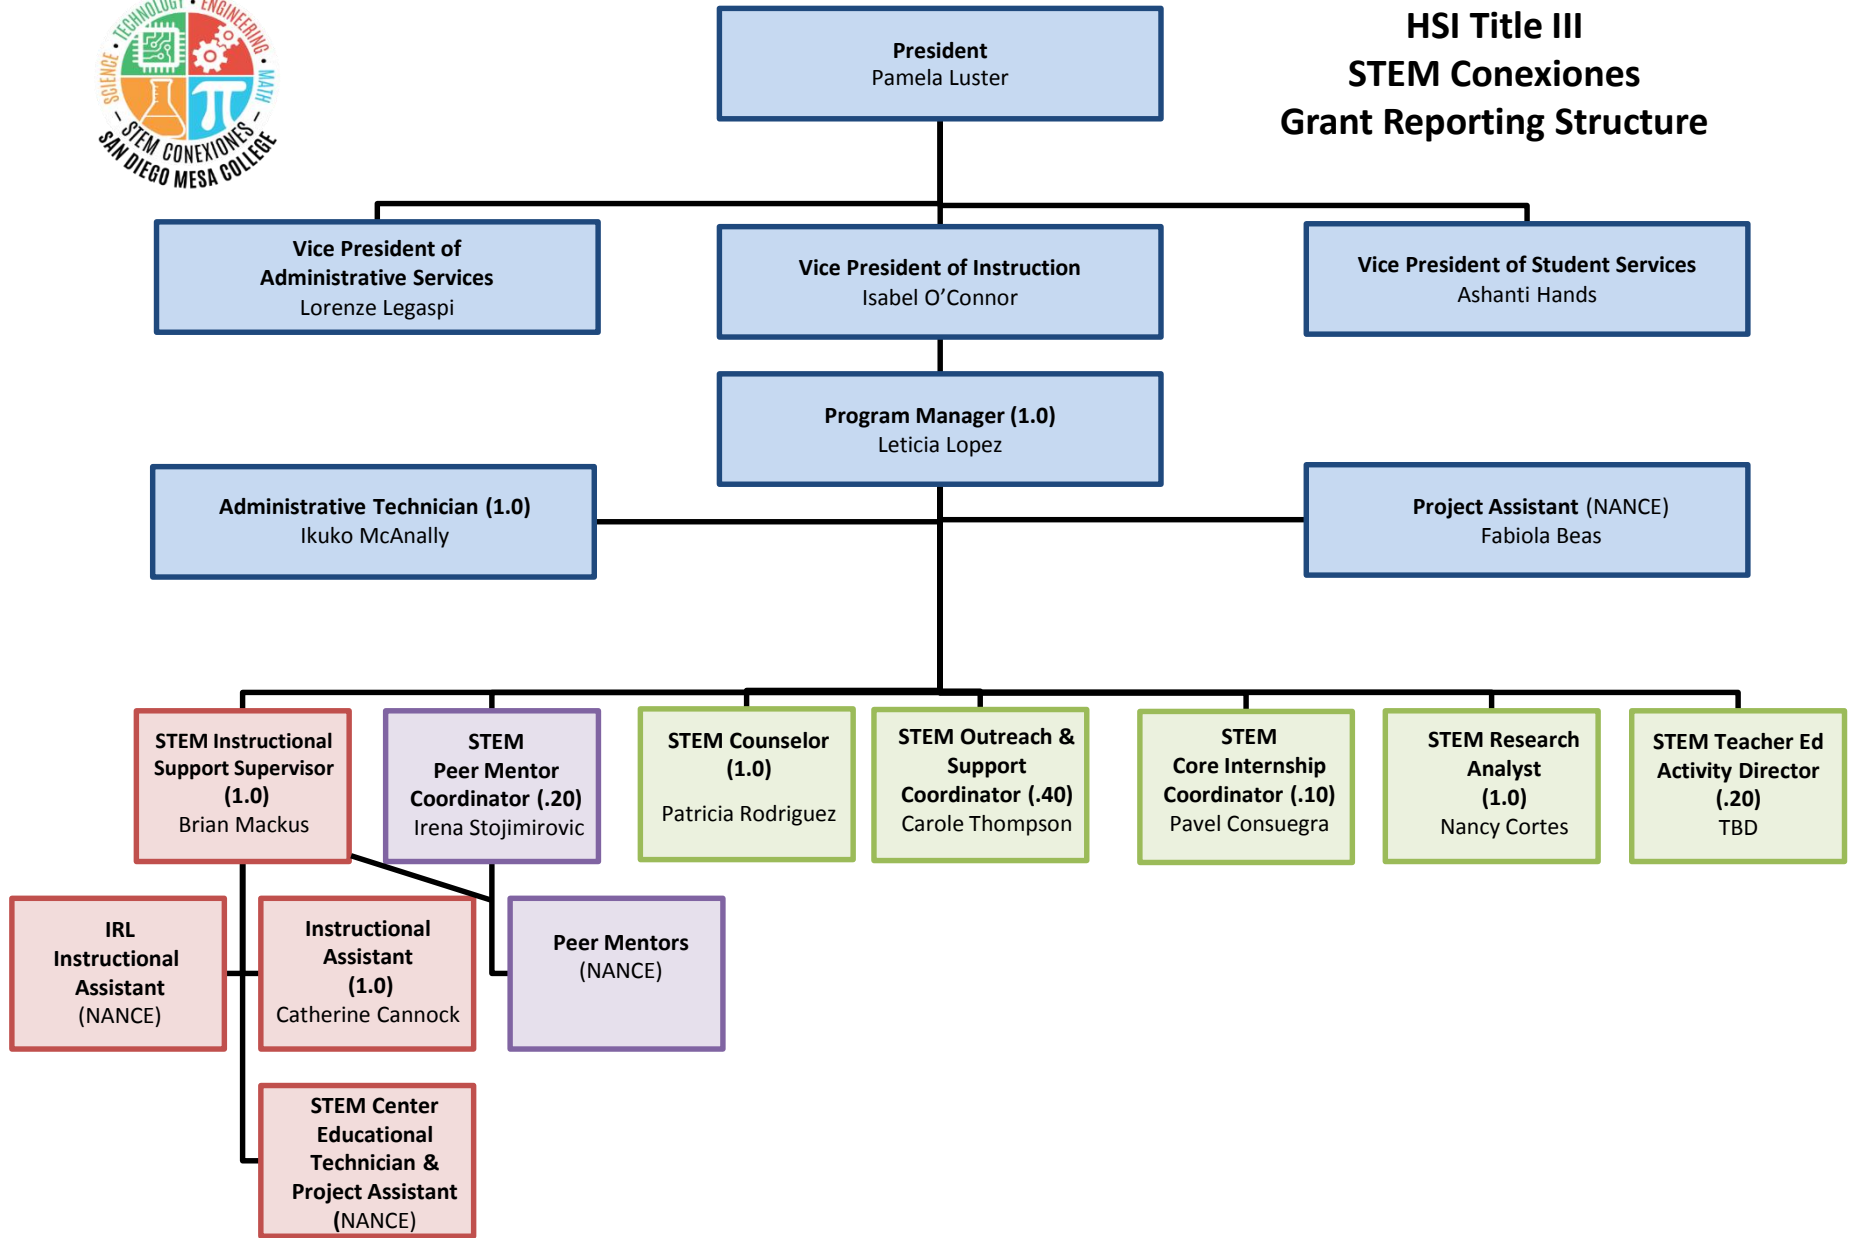 SCIENCE • TECHNOLOGY • ENGINEERING • MATH
– STEM CONEXIONES –
SAN DIEGO MESA COLLEGE
HSI Title III
STEM Conexiones
Grant Reporting Structure
President
Pamela Luster
Vice President of
Administrative Services
Lorenze Legaspi
Vice President of Instruction
Isabel O’Connor
Vice President of Student Services
Ashanti Hands
Program Manager (1.0)
Leticia Lopez
Administrative Technician (1.0)
Ikuko McAnally
Project Assistant (NANCE)
Fabiola Beas
STEM Instructional
Support Supervisor
(1.0)
Brian Mackus
STEM
Peer Mentor
Coordinator (.20)
Irena Stojimirovic
STEM Counselor
(1.0)
Patricia Rodriguez
STEM Outreach &
Support
Coordinator (.40)
Carole Thompson
STEM
Core Internship
Coordinator (.10)
Pavel Consuegra
STEM Research
Analyst
(1.0)
Nancy Cortes
STEM Teacher Ed
Activity Director
(.20)
TBD
IRL
Instructional
Assistant
(NANCE)
Instructional
Assistant
(1.0)
Catherine Cannock
Peer Mentors
(NANCE)
STEM Center
Educational
Technician &
Project Assistant
(NANCE)